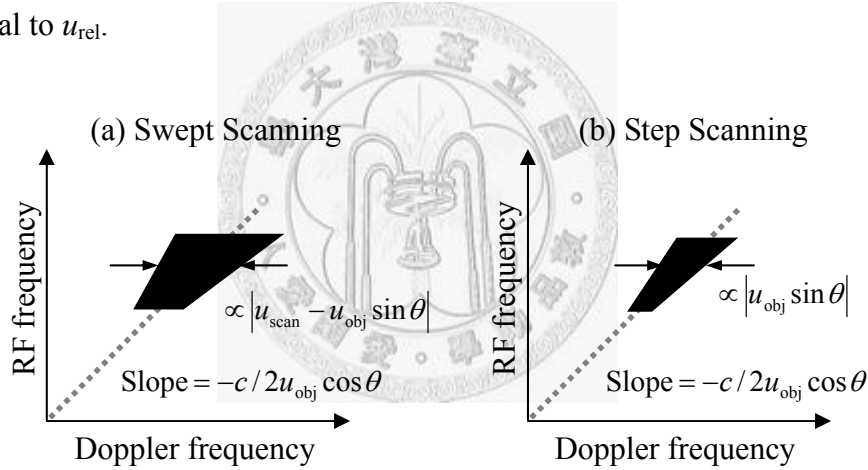 al to u_rel.
(a) Swept Scanning
(b) Step Scanning
RF frequency
∝|u_scan − u_obj sin θ|
Slope = −c / 2u_obj cos θ
Doppler frequency
RF frequency
∝|u_obj sin θ|
Slope = −c / 2u_obj cos θ
Doppler frequency